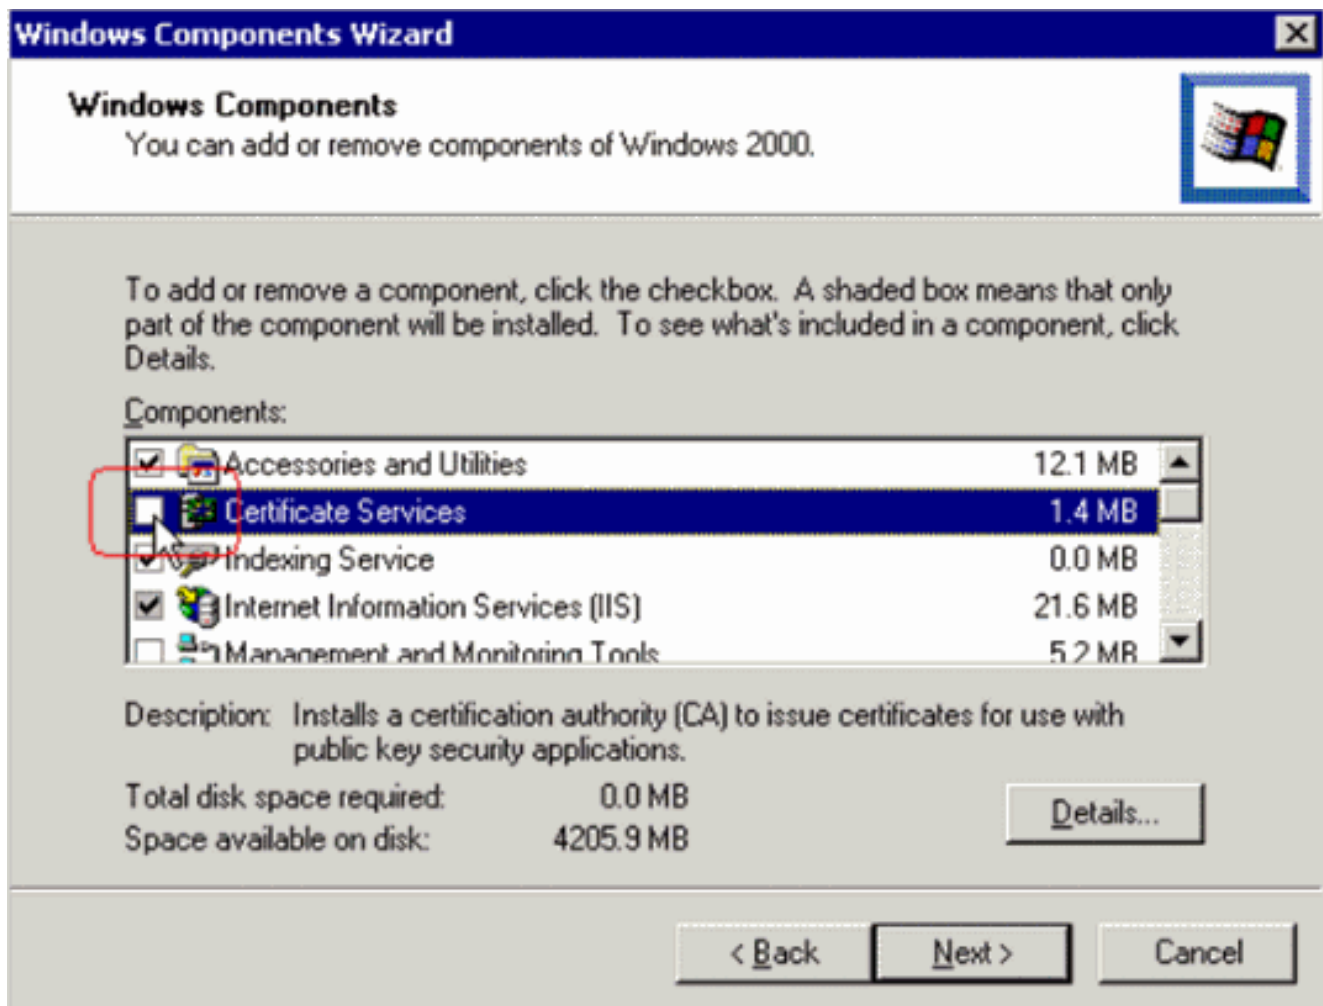 Windows Components Wizard
Windows Components
You can add or remove components of Windows 2000.
To add or remove a component, click the checkbox. A shaded box means that only
part of the component will be installed. To see what's included in a component, click
Details.
Components:
Accessories and Utilities 12.1 MB
Certificate Services 1.4 MB
Indexing Service 0.0 MB
Internet Information Services (IIS) 21.6 MB
Management and Monitoring Tools 5.2 MB
Description: Installs a certification authority (CA) to issue certificates for use with
public key security applications.
Total disk space required: 0.0 MB
Space available on disk: 4205.9 MB
Details...
< Back Next > Cancel